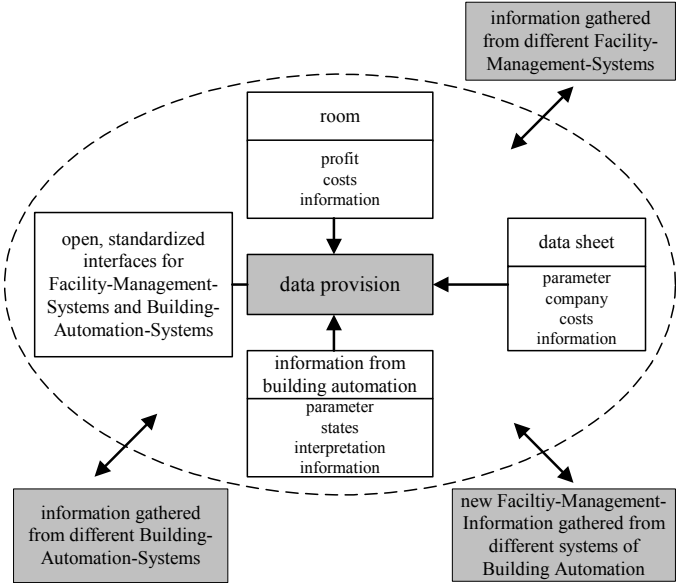 information gathered
from different Facility-
Management-Systems
room
profit
costs
information
open, standardized
interfaces for
Facility-Management-
Systems and Building-
Automation-Systems
data provision
data sheet
parameter
company
costs
information
information from
building automation
parameter
states
interpretation
information
information gathered
from different Building-
Automation-Systems
new Faciltiy-Management-
Information gathered from
different systems of
Building Automation